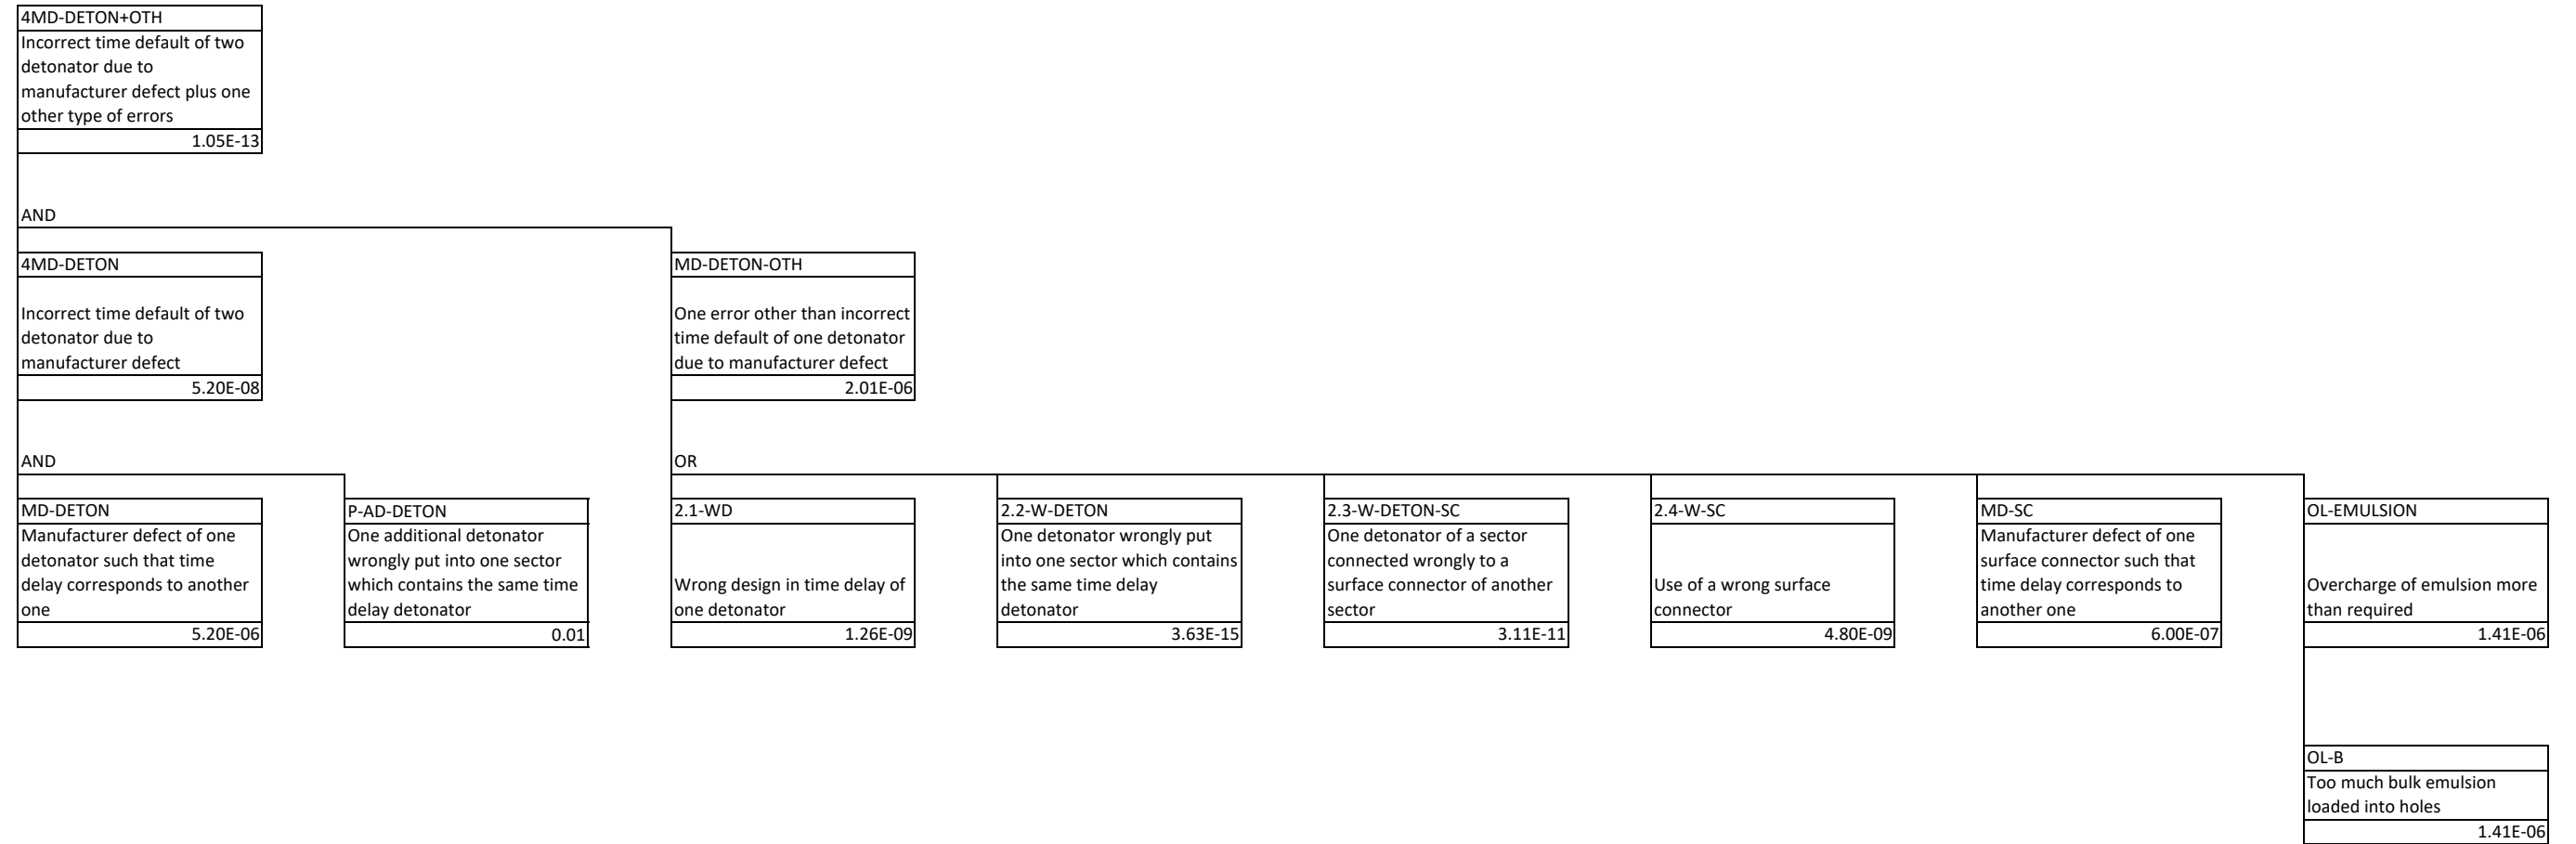 4MD-DETON+OTH
Incorrect time default of two
detonator due to
manufacturer defect plus one
other type of errors
1.05E-13
AND
4MD-DETON
Incorrect time default of two
detonator due to
manufacturer defect
5.20E-08
MD-DETON-OTH
One error other than incorrect
time default of one detonator
due to manufacturer defect
2.01E-06
AND
OR
MD-DETON
Manufacturer defect of one
detonator such that time
delay corresponds to another
one
5.20E-06
P-AD-DETON
One additional detonator
wrongly put into one sector
which contains the same time
delay detonator
0.01
2.1-WD
Wrong design in time delay of
one detonator
1.26E-09
2.2-W-DETON
One detonator wrongly put
into one sector which contains
the same time delay
detonator
3.63E-15
2.3-W-DETON-SC
One detonator of a sector
connected wrongly to a
surface connector of another
sector
3.11E-11
2.4-W-SC
Use of a wrong surface
connector
4.80E-09
MD-SC
Manufacturer defect of one
surface connector such that
time delay corresponds to
another one
6.00E-07
OL-EMULSION
Overcharge of emulsion more
than required
1.41E-06
OL-B
Too much bulk emulsion
loaded into holes
1.41E-06